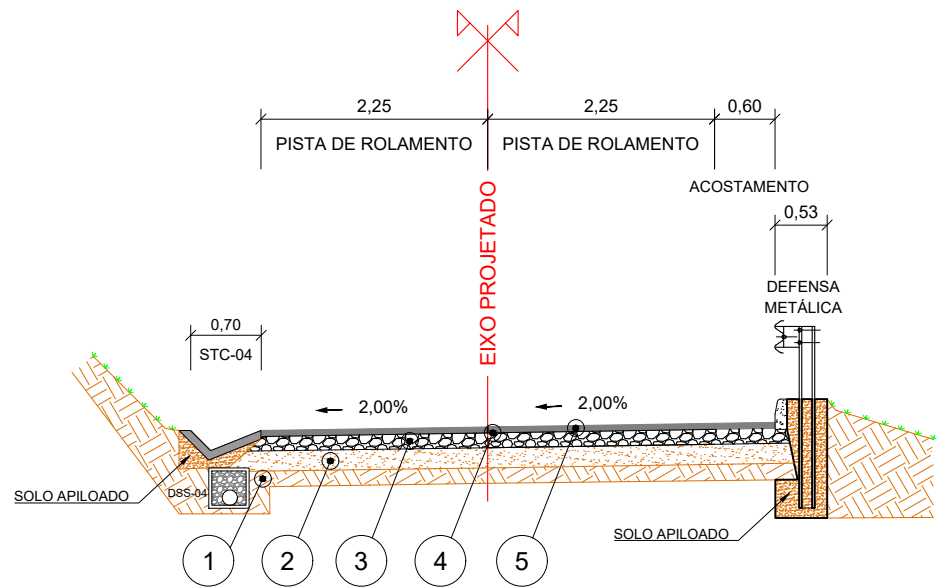 2,25
2,25
0,60
PISTA DE ROLAMENTO
PISTA DE ROLAMENTO
ACOSTAMENTO
0,53
EIXO PROJETADO
DEFENSA
METÁLICA
0,70
STC-04
2,00%
2,00%
SOLO APILOADO
DSS-04
SOLO APILOADO
1
2
3
4
5